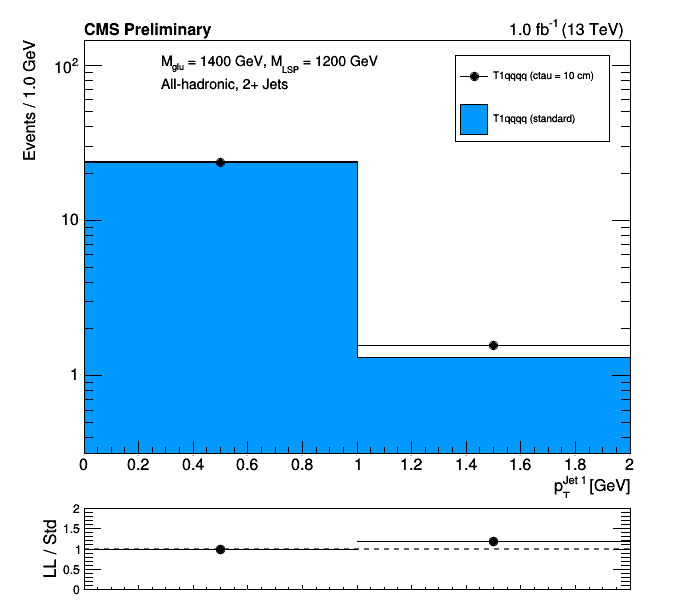 CMS Preliminary 1.0 fb⁻¹ (13 TeV)
Events / 1.0 GeV
10²
10
1
M_glu = 1400 GeV, M_LSP = 1200 GeV
All-hadronic, 2+ Jets
T1qqqq (ctau = 10 cm)
T1qqqq (standard)
0 0.2 0.4 0.6 0.8 1 1.2 1.4 1.6 1.8 2
p_T^Jet 1 [GeV]
LL / Std
2
1.5
1
0.5
0